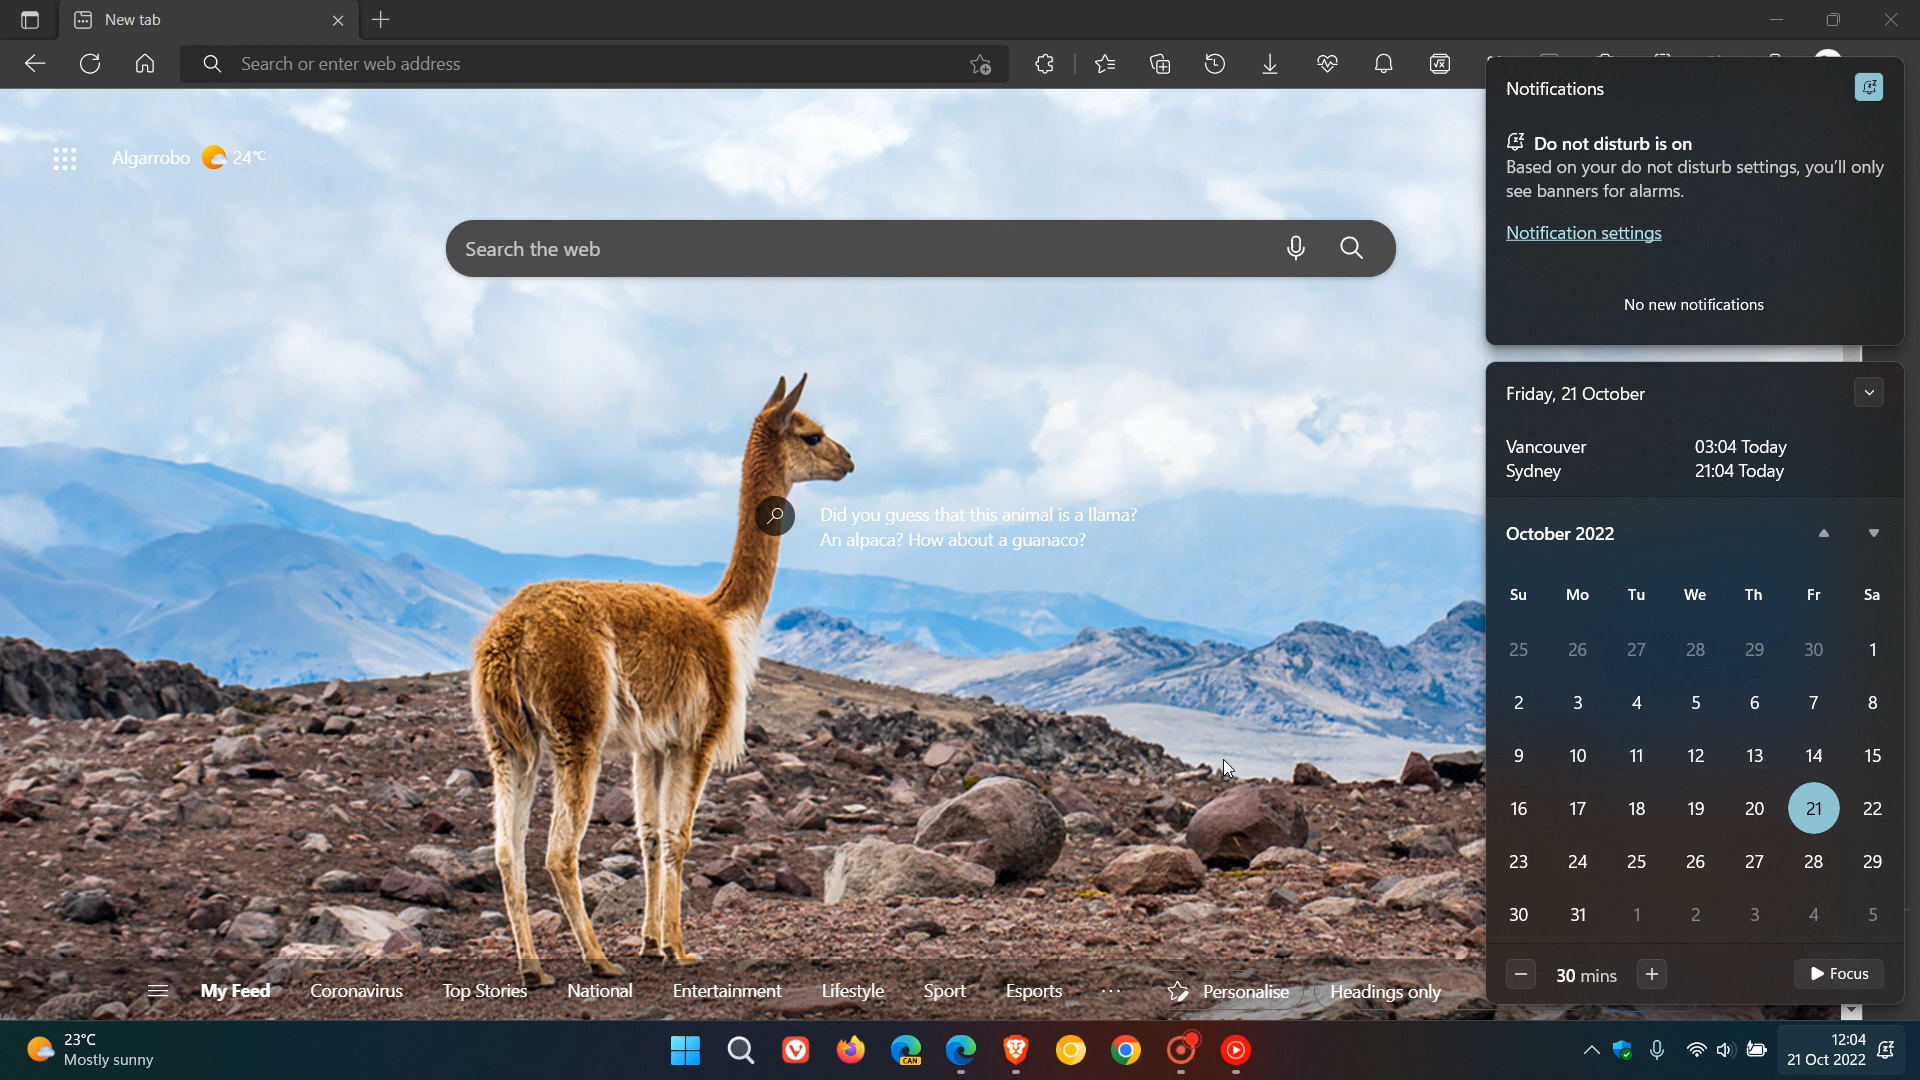 New tab
Search or enter web address
Notifications
Do not disturb is on
Based on your do not disturb settings, you'll only
see banners for alarms.
Notification settings
No new notifications
Algarrobo 24°C
Search the web
Did you guess that this animal is a llama?
An alpaca? How about a guanaco?
Friday, 21 October
Vancouver 03:04 Today
Sydney 21:04 Today
October 2022
Su Mo Tu We Th Fr Sa
25 26 27 28 29 30 1
2 3 4 5 6 7 8
9 10 11 12 13 14 15
16 17 18 19 20 21 22
23 24 25 26 27 28 29
30 31 1 2 3 4 5
30 mins Focus
My Feed Coronavirus Top Stories National Entertainment Lifestyle Sport Esports ... Personalise Headings only
23°C
Mostly sunny
CAN
12:04
21 Oct 2022